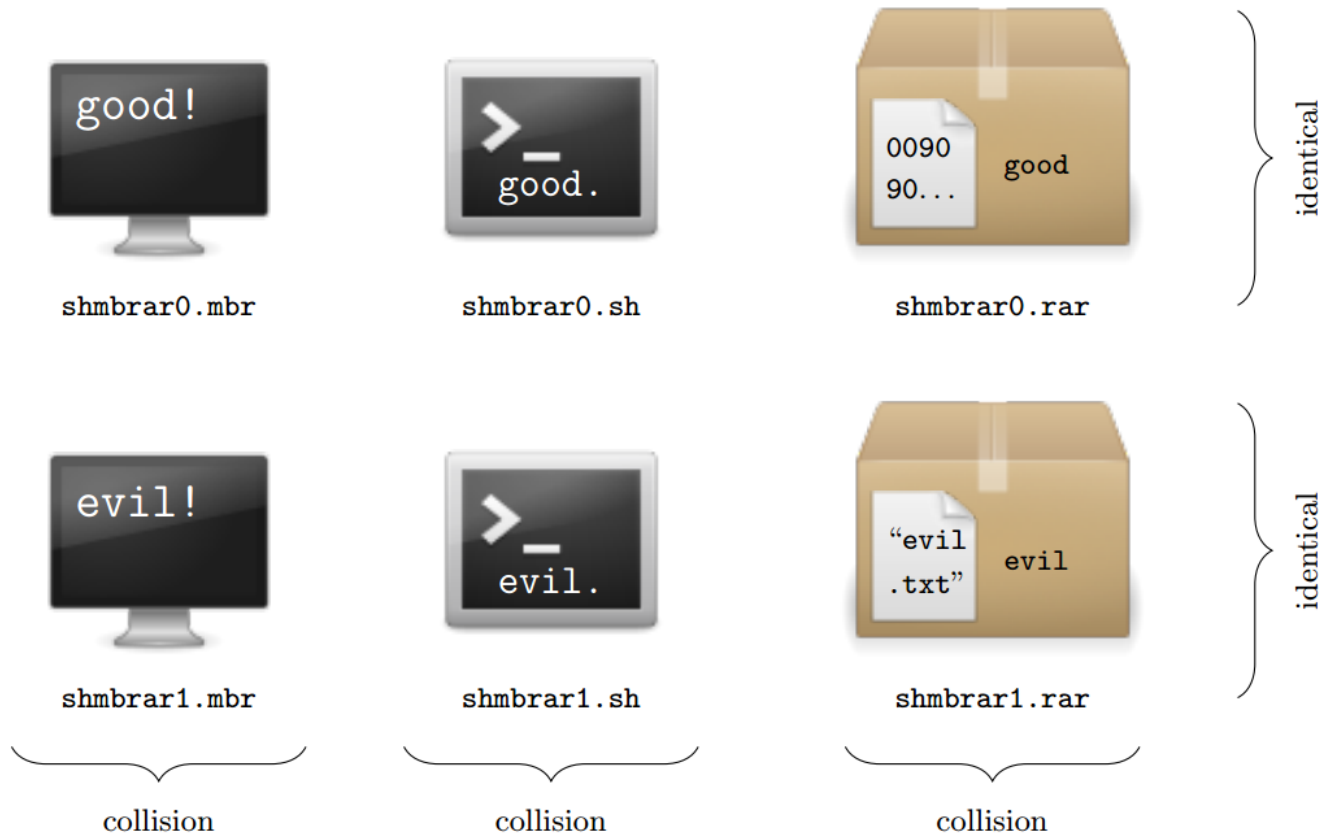 good!
good.
0090
90...
good
identical
shmbrar0.mbr
shmbrar0.sh
shmbrar0.rar
evil!
evil.
“evil
.txt”
evil
identical
shmbrar1.mbr
shmbrar1.sh
shmbrar1.rar
collision
collision
collision